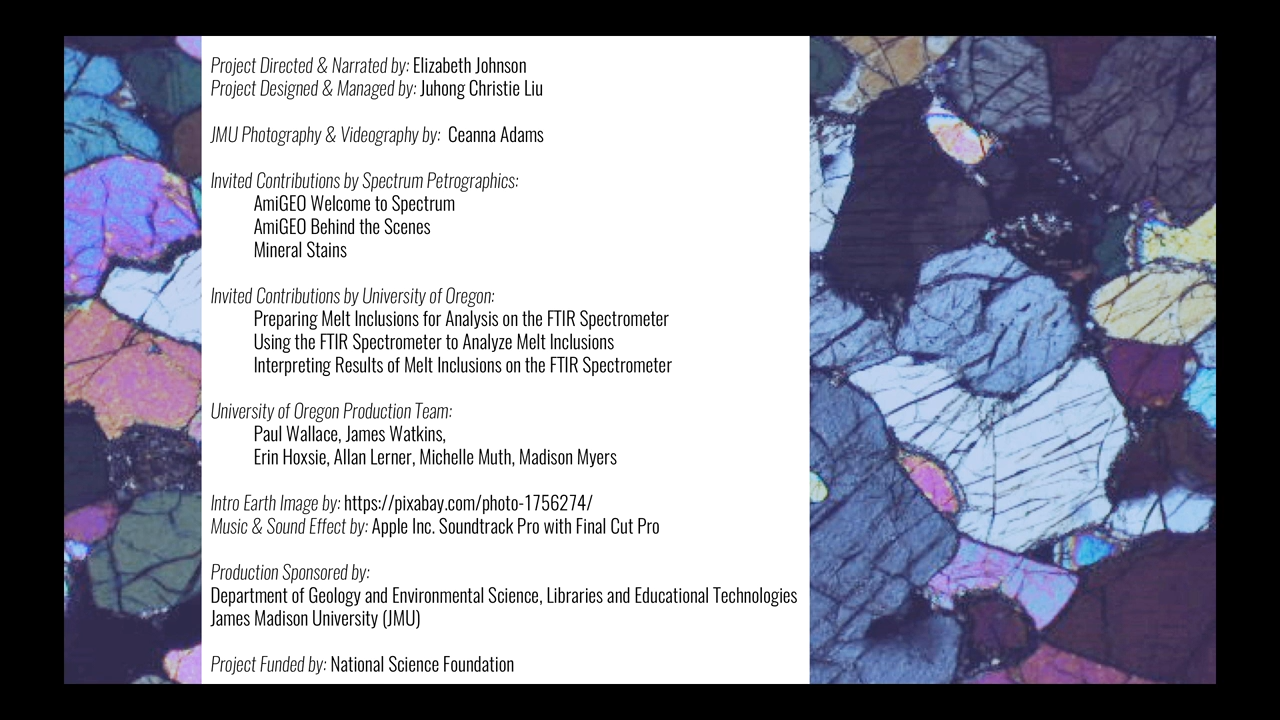 Project Directed & Narrated by: Elizabeth Johnson
Project Designed & Managed by: Juhong Christie Liu
JMU Photography & Videography by: Ceanna Adams
Invited Contributions by Spectrum Petrographics:
AmiGEO Welcome to Spectrum
AmiGEO Behind the Scenes
Mineral Stains
Invited Contributions by University of Oregon:
Preparing Melt Inclusions for Analysis on the FTIR Spectrometer
Using the FTIR Spectrometer to Analyze Melt Inclusions
Interpreting Results of Melt Inclusions on the FTIR Spectrometer
University of Oregon Production Team:
Paul Wallace, James Watkins,
Erin Hoxsie, Allan Lerner, Michelle Muth, Madison Myers
Intro Earth Image by: https://pixabay.com/photo-1756274/
Music & Sound Effect by: Apple Inc. Soundtrack Pro with Final Cut Pro
Production Sponsored by:
Department of Geology and Environmental Science, Libraries and Educational Technologies
James Madison University (JMU)
Project Funded by: National Science Foundation